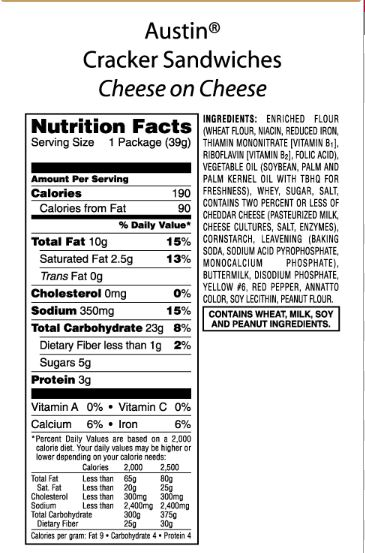 Austin®
Cracker Sandwiches
Cheese on Cheese
Nutrition Facts
Serving Size 1 Package (39g)
Amount Per Serving
Calories 190
Calories from Fat 90
% Daily Value*
Total Fat 10g 15%
Saturated Fat 2.5g 13%
Trans Fat 0g
Cholesterol 0mg 0%
Sodium 350mg 15%
Total Carbohydrate 23g 8%
Dietary Fiber less than 1g 2%
Sugars 5g
Protein 3g
Vitamin A 0% • Vitamin C 0%
Calcium 6% • Iron 6%
*Percent Daily Values are based on a 2,000
calorie diet. Your daily values may be higher or
lower depending on your calorie needs:
Calories 2,000 2,500
Total Fat Less than 65g 80g
Sat. Fat Less than 20g 25g
Cholesterol Less than 300mg 300mg
Sodium Less than 2,400mg 2,400mg
Total Carbohydrate 300g 375g
Dietary Fiber 25g 30g
Calories per gram: Fat 9 • Carbohydrate 4 • Protein 4
INGREDIENTS: ENRICHED FLOUR
(WHEAT FLOUR, NIACIN, REDUCED IRON,
THIAMIN MONONITRATE [VITAMIN B₁],
RIBOFLAVIN [VITAMIN B₂], FOLIC ACID),
VEGETABLE OIL (SOYBEAN, PALM AND
PALM KERNEL OIL WITH TBHQ FOR
FRESHNESS), WHEY, SUGAR, SALT,
CONTAINS TWO PERCENT OR LESS OF
CHEDDAR CHEESE (PASTEURIZED MILK,
CHEESE CULTURES, SALT, ENZYMES),
CORNSTARCH, LEAVENING (BAKING
SODA, SODIUM ACID PYROPHOSPHATE,
MONOCALCIUM PHOSPHATE),
BUTTERMILK, DISODIUM PHOSPHATE,
YELLOW #6, RED PEPPER, ANNATTO
COLOR, SOY LECITHIN, PEANUT FLOUR.
CONTAINS WHEAT, MILK, SOY
AND PEANUT INGREDIENTS.